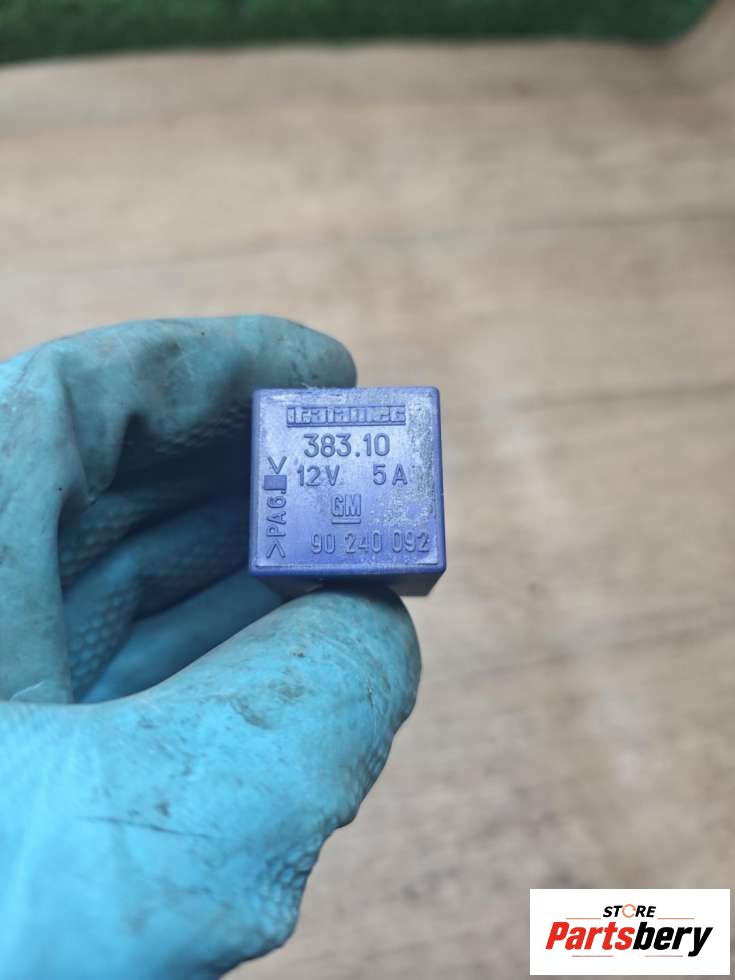 383.10
12V 5A
>PA6.
GM
90 240 092
STORE
Partsbery